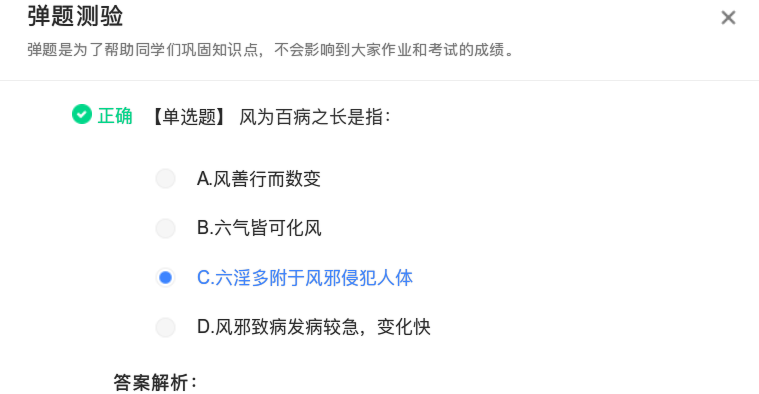 弹题测验
弹题是为了帮助同学们巩固知识点，不会影响到大家作业和考试的成绩。
正确 【单选题】 风为百病之长是指：
A.风善行而数变
B.六气皆可化风
C.六淫多附于风邪侵犯人体
D.风邪致病发病较急，变化快
答案解析：